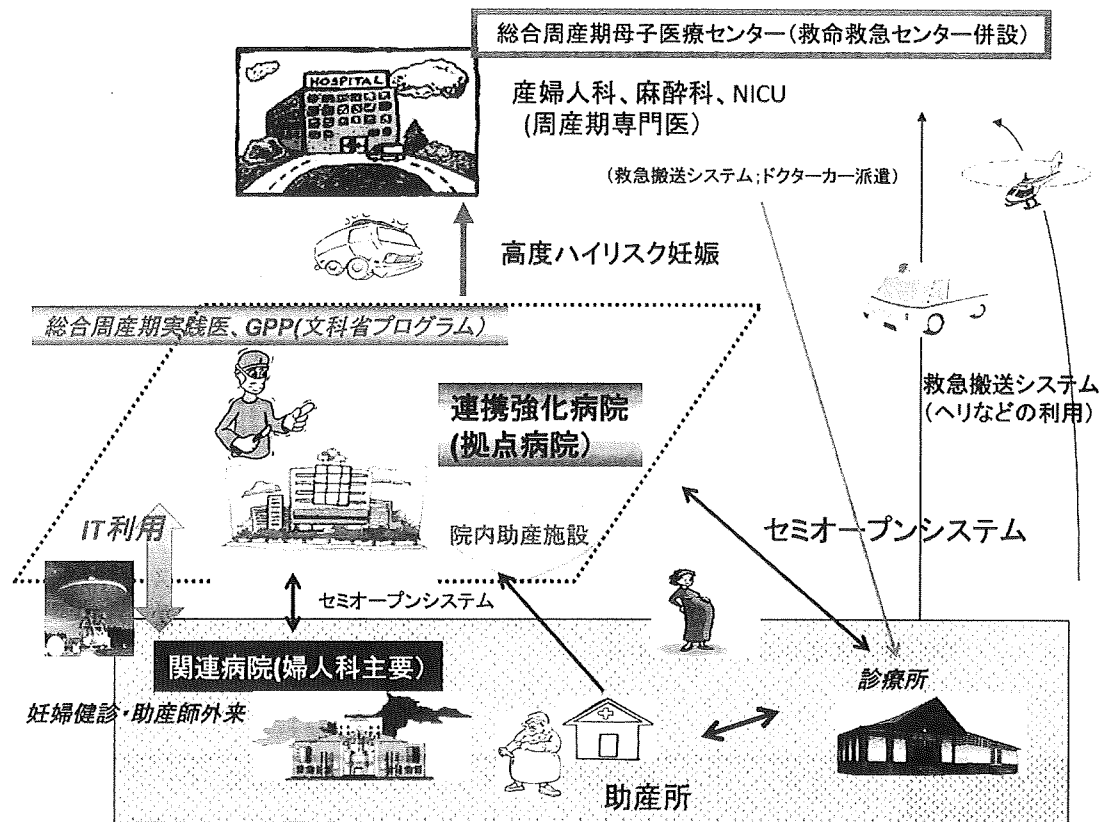 総合周産期母子医療センター(救命救急センター併設)
HOSPITAL
産婦人科、麻酔科、NICU
(周産期専門医)
(救急搬送システム;ドクターカー派遣)
高度ハイリスク妊娠
総合周産期実践医、GPP(文科省プログラム)
連携強化病院
(拠点病院)
救急搬送システム
(ヘリなどの利用)
IT利用
院内助産施設
セミオープンシステム
セミオープンシステム
関連病院(婦人科主要)
診療所
妊婦健診・助産師外来
助産所